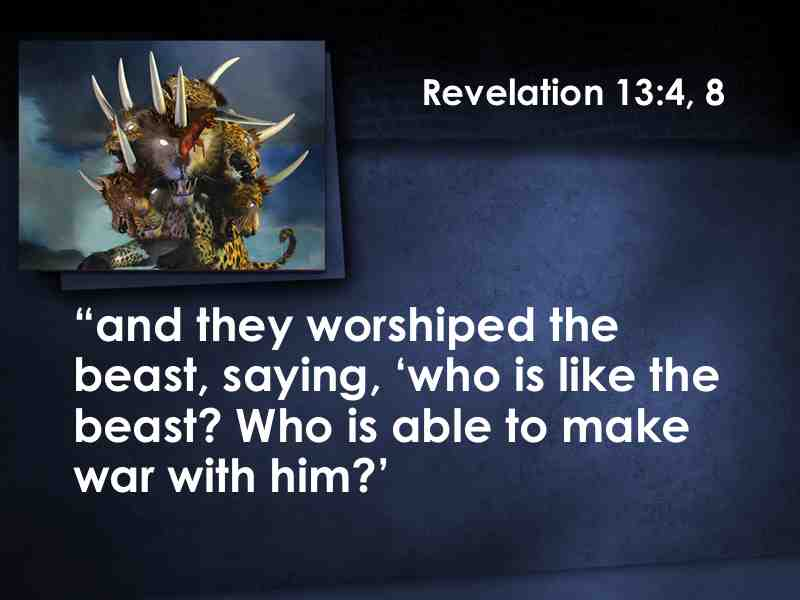 Revelation 13:4, 8
“and they worshiped the
beast, saying, ‘who is like the
beast? Who is able to make
war with him?’